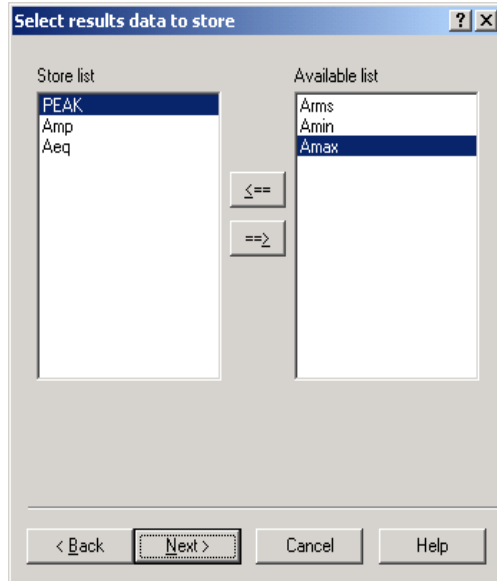 Select results data to store
? X
Store list
Available list
PEAK
Amp
Aeq
Arms
Amin
Amax
<==
==>
< Back
Next >
Cancel
Help